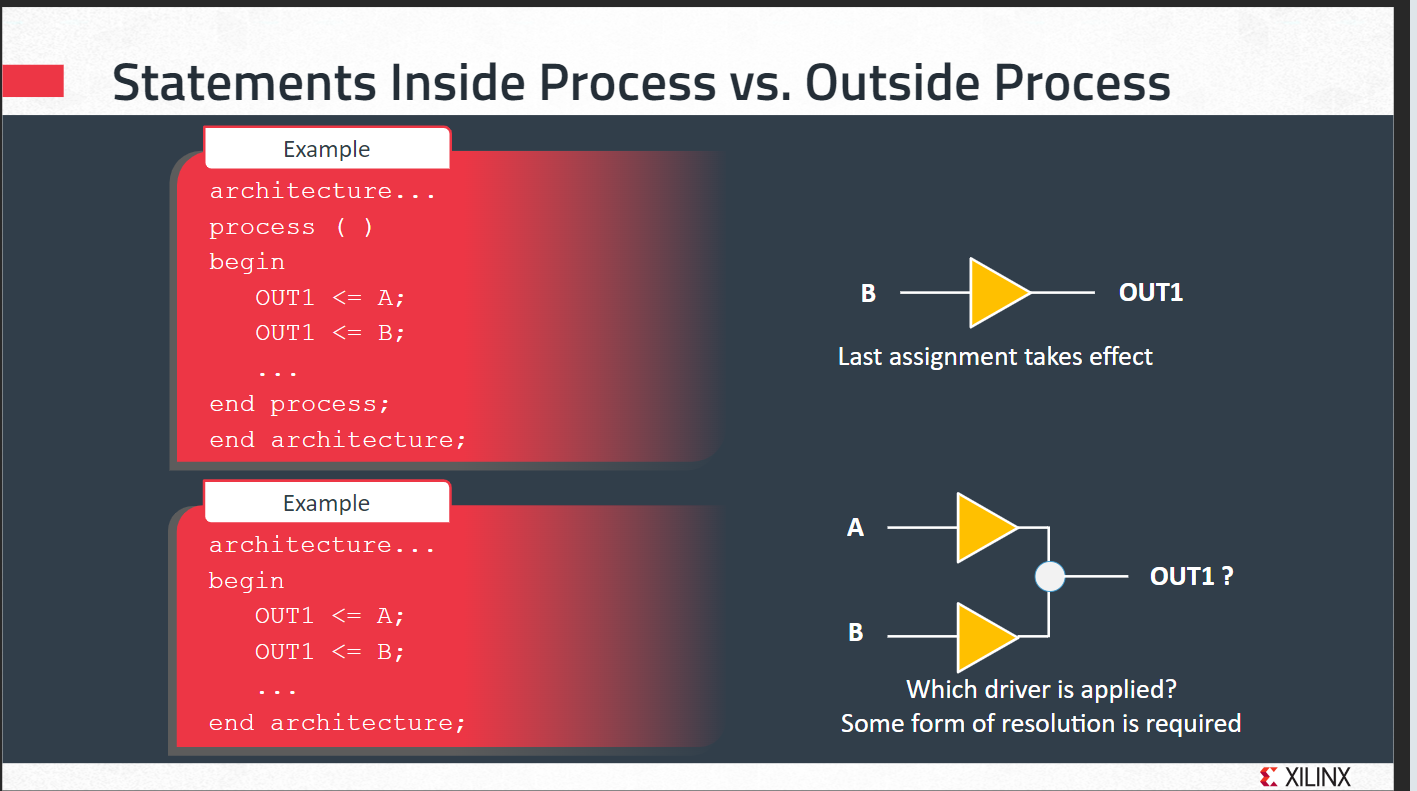 Statements Inside Process vs. Outside Process
Example
architecture...
process ( )
begin
OUT1 <= A;
OUT1 <= B;
...
end process;
end architecture;
B
OUT1
Last assignment takes effect
Example
architecture...
begin
OUT1 <= A;
OUT1 <= B;
...
end architecture;
A
OUT1 ?
B
Which driver is applied?
Some form of resolution is required
XILINX